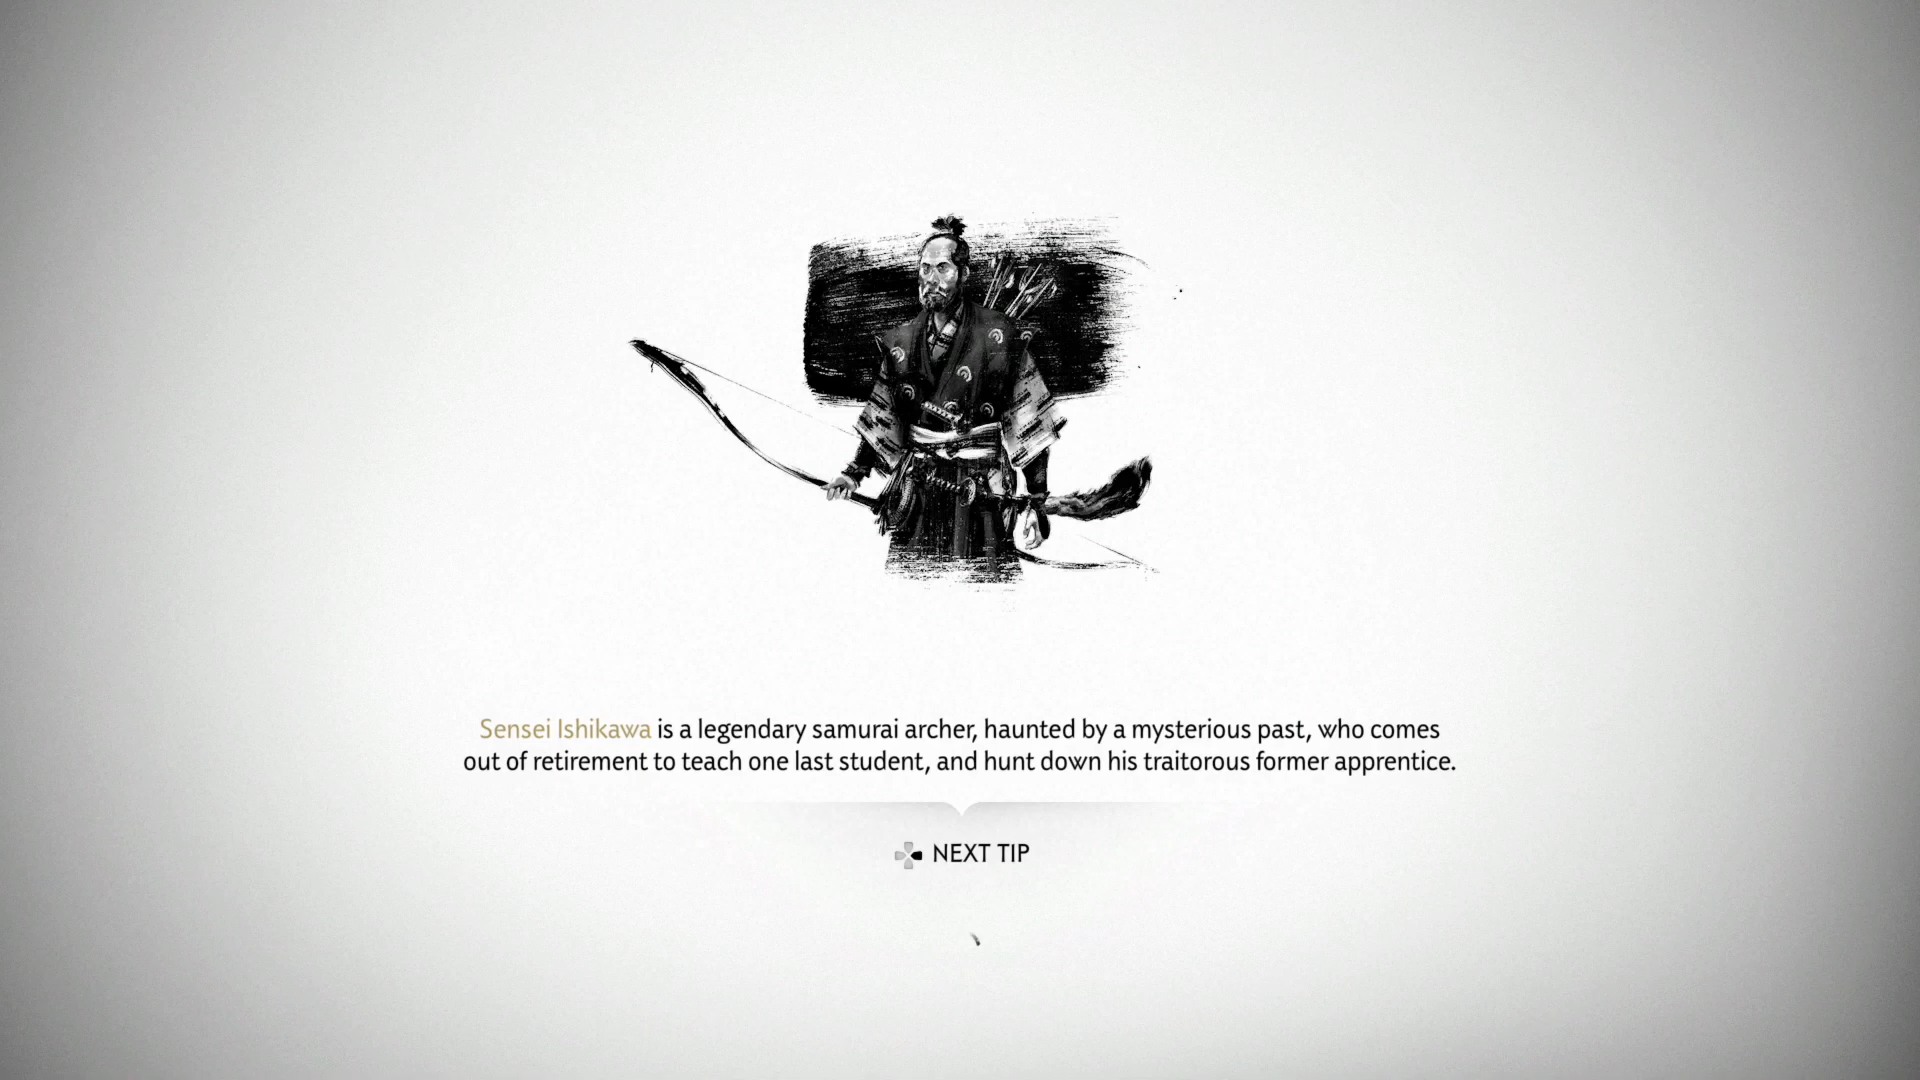 Sensei Ishikawa is a legendary samurai archer, haunted by a mysterious past, who comes
out of retirement to teach one last student, and hunt down his traitorous former apprentice.
NEXT TIP